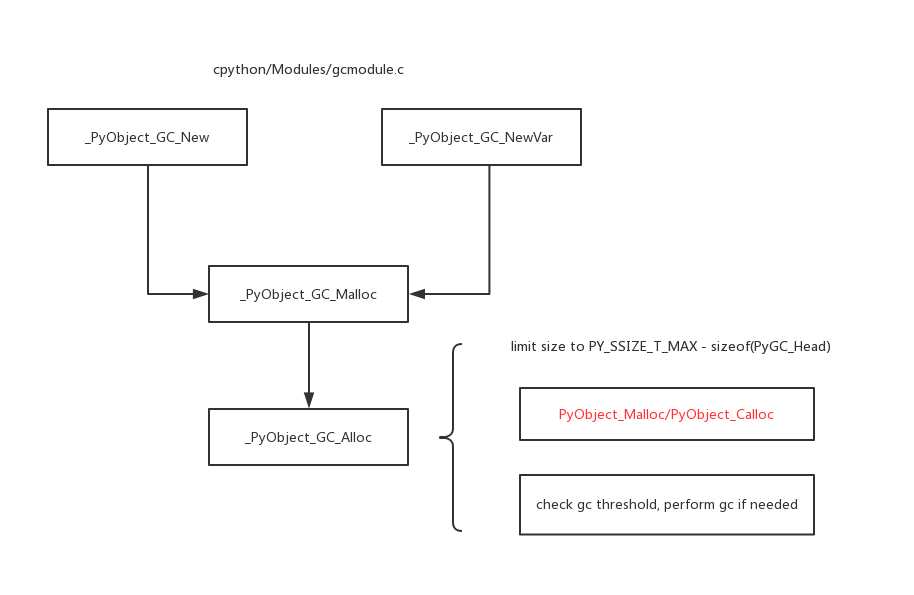 cpython/Modules/gcmodule.c
_PyObject_GC_New
_PyObject_GC_NewVar
_PyObject_GC_Malloc
limit size to PY_SSIZE_T_MAX - sizeof(PyGC_Head)
PyObject_Malloc/PyObject_Calloc
_PyObject_GC_Alloc
check gc threshold, perform gc if needed